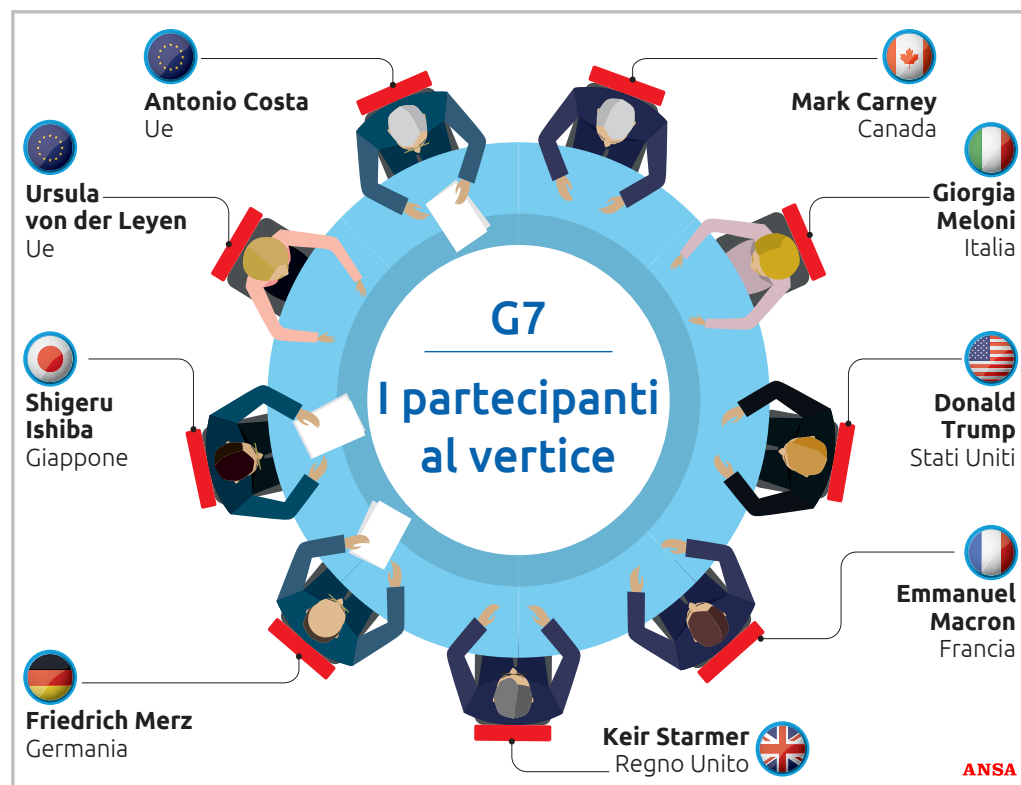 Antonio Costa
Ue
Mark Carney
Canada
Ursula
von der Leyen
Ue
Giorgia
Meloni
Italia
G7
I partecipanti
al vertice
Shigeru
Ishiba
Giappone
Donald
Trump
Stati Uniti
Emmanuel
Macron
Francia
Friedrich Merz
Germania
Keir Starmer
Regno Unito
ANSA